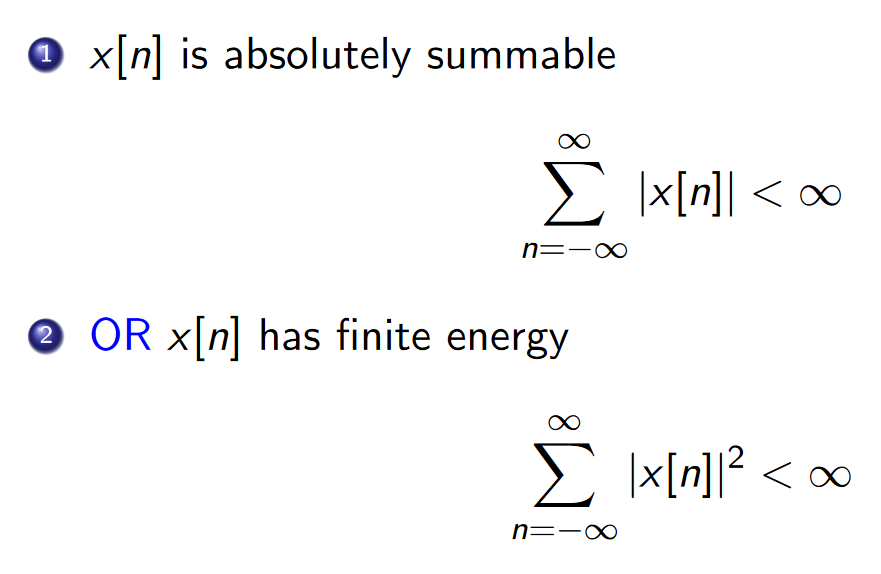 1 x[n] is absolutely summable
∞
∑ |x[n]| < ∞
n=−∞
2 OR x[n] has finite energy
∞
∑ |x[n]|² < ∞
n=−∞